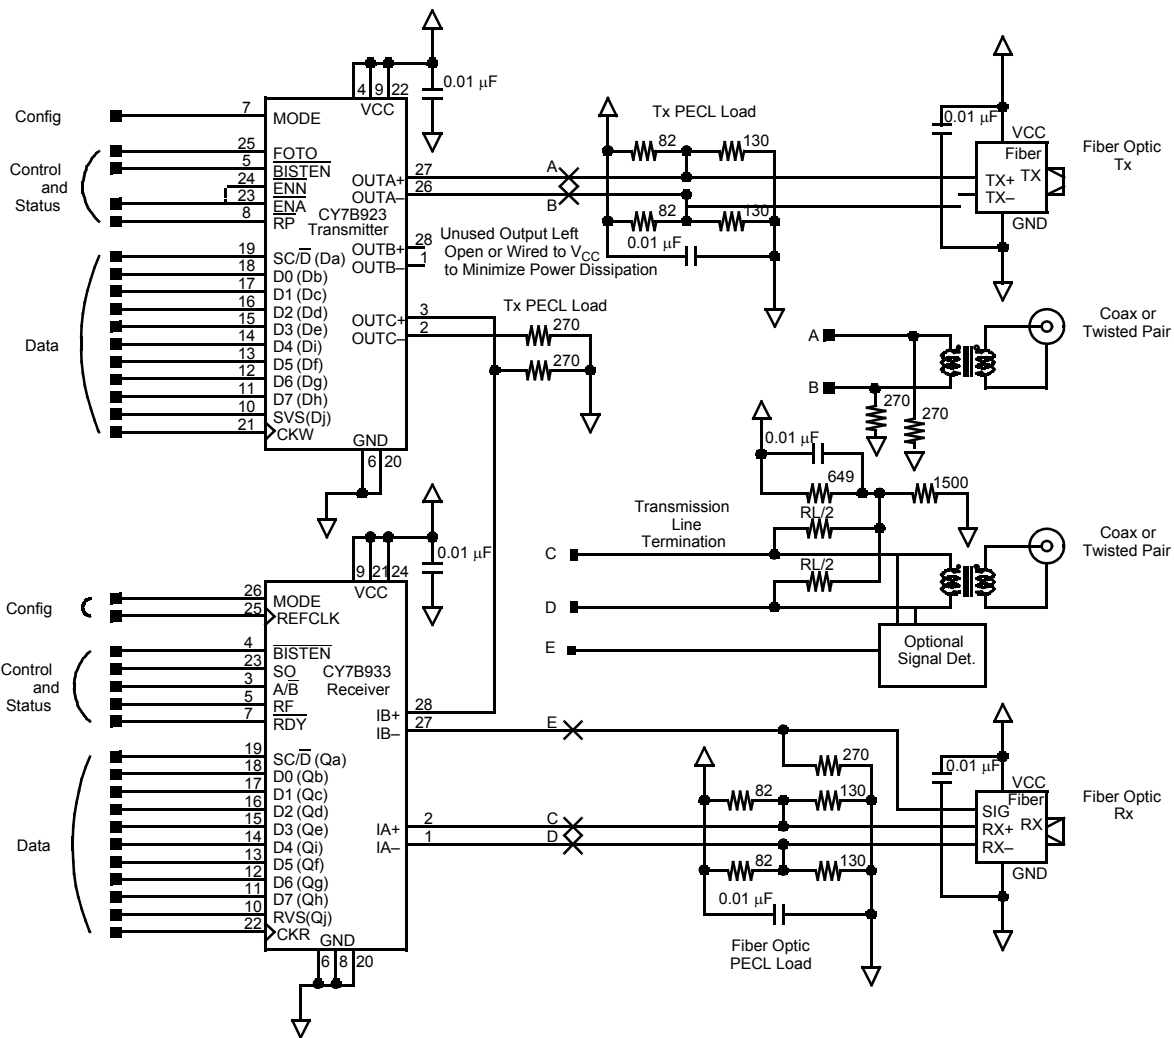 0.01 μF
4 9 22
VCC
Config
7
MODE
Control
and
Status
25
FOTO
5
BISTEN
24
ENN
23
ENA
8
RP
CY7B923
Transmitter
OUTA+
27
OUTA–
26
OUTB+
28
OUTB–
1
Unused Output Left
Open or Wired to VCC
to Minimize Power Dissipation
OUTC+
3
OUTC–
2
Data
19
SC/D (Da)
18
D0 (Db)
17
D1 (Dc)
16
D2 (Dd)
15
D3 (De)
14
D4 (Di)
13
D5 (Df)
12
D6 (Dg)
11
D7 (Dh)
10
SVS(Dj)
21
CKW
GND
6 20
A
B
Tx PECL Load
82
130
82
130
0.01 μF
0.01 μF
VCC
Fiber
TX
TX+
TX–
GND
Fiber Optic
Tx
Tx PECL Load
270
270
A
B
270
270
Coax or
Twisted Pair
0.01 μF
649
1500
RL/2
RL/2
Transmission
Line
Termination
C
D
E
Optional
Signal Det.
Coax or
Twisted Pair
0.01 μF
9 21 24
VCC
Config
26
MODE
25
REFCLK
Control
and
Status
4
BISTEN
23
SO
3
A/B
5
RF
7
RDY
CY7B933
Receiver
IB+
28
IB–
27
IA+
2
IA–
1
Data
19
SC/D (Qa)
18
D0 (Qb)
17
D1 (Qc)
16
D2 (Qd)
15
D3 (Qe)
14
D4 (Qi)
13
D5 (Qf)
12
D6 (Qg)
11
D7 (Qh)
10
RVS(Qj)
22
CKR
GND
6 8 20
E
C
D
270
82
130
82
130
0.01 μF
Fiber Optic
PECL Load
0.01 μF
VCC
Fiber
SIG
RX+
RX
RX–
GND
Fiber Optic
Rx